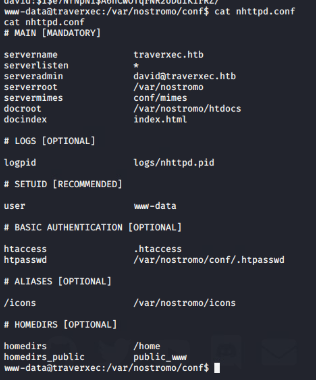 www-data@traverxec:/var/nostromo/conf$ cat nhttpd.conf
cat nhttpd.conf
# MAIN [MANDATORY]
servername traverxec.htb
serverlisten *
serveradmin david@traverxec.htb
serverroot /var/nostromo
servermimes conf/mimes
docroot /var/nostromo/htdocs
docindex index.html
# LOGS [OPTIONAL]
logpid logs/nhttpd.pid
# SETUID [RECOMMENDED]
user www-data
# BASIC AUTHENTICATION [OPTIONAL]
htaccess .htaccess
htpasswd /var/nostromo/conf/.htpasswd
# ALIASES [OPTIONAL]
/icons /var/nostromo/icons
# HOMEDIRS [OPTIONAL]
homedirs /home
homedirs_public public_www
www-data@traverxec:/var/nostromo/conf$